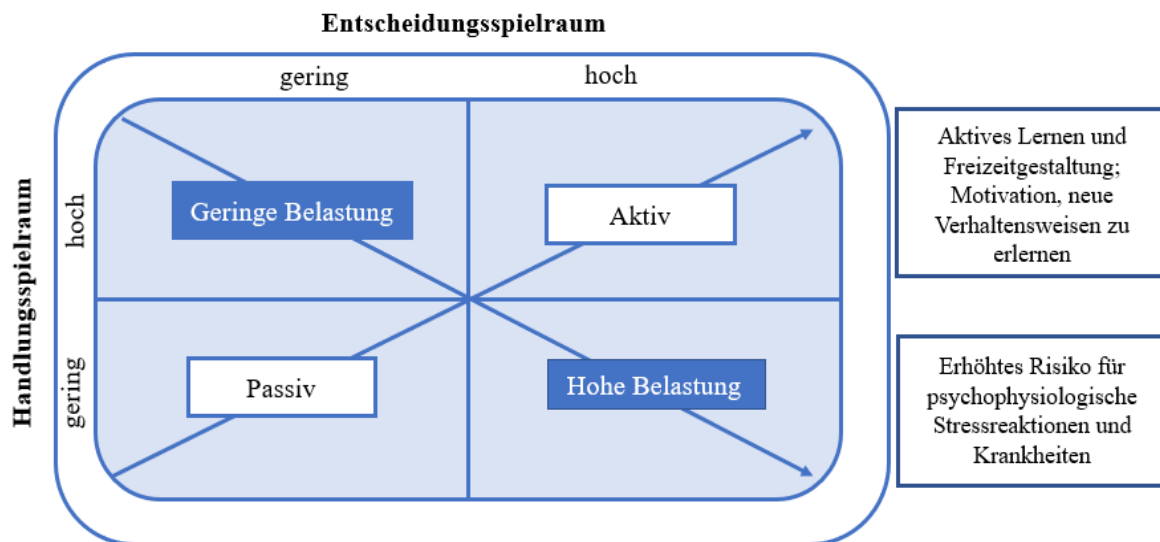 Entscheidungsspielraum
gering
hoch
Handlungsspielraum
hoch
gering
Geringe Belastung
Aktiv
Passiv
Hohe Belastung
Aktives Lernen und
Freizeitgestaltung;
Motivation, neue
Verhaltensweisen zu
erlernen
Erhöhtes Risiko für
psychophysiologische
Stressreaktionen und
Krankheiten